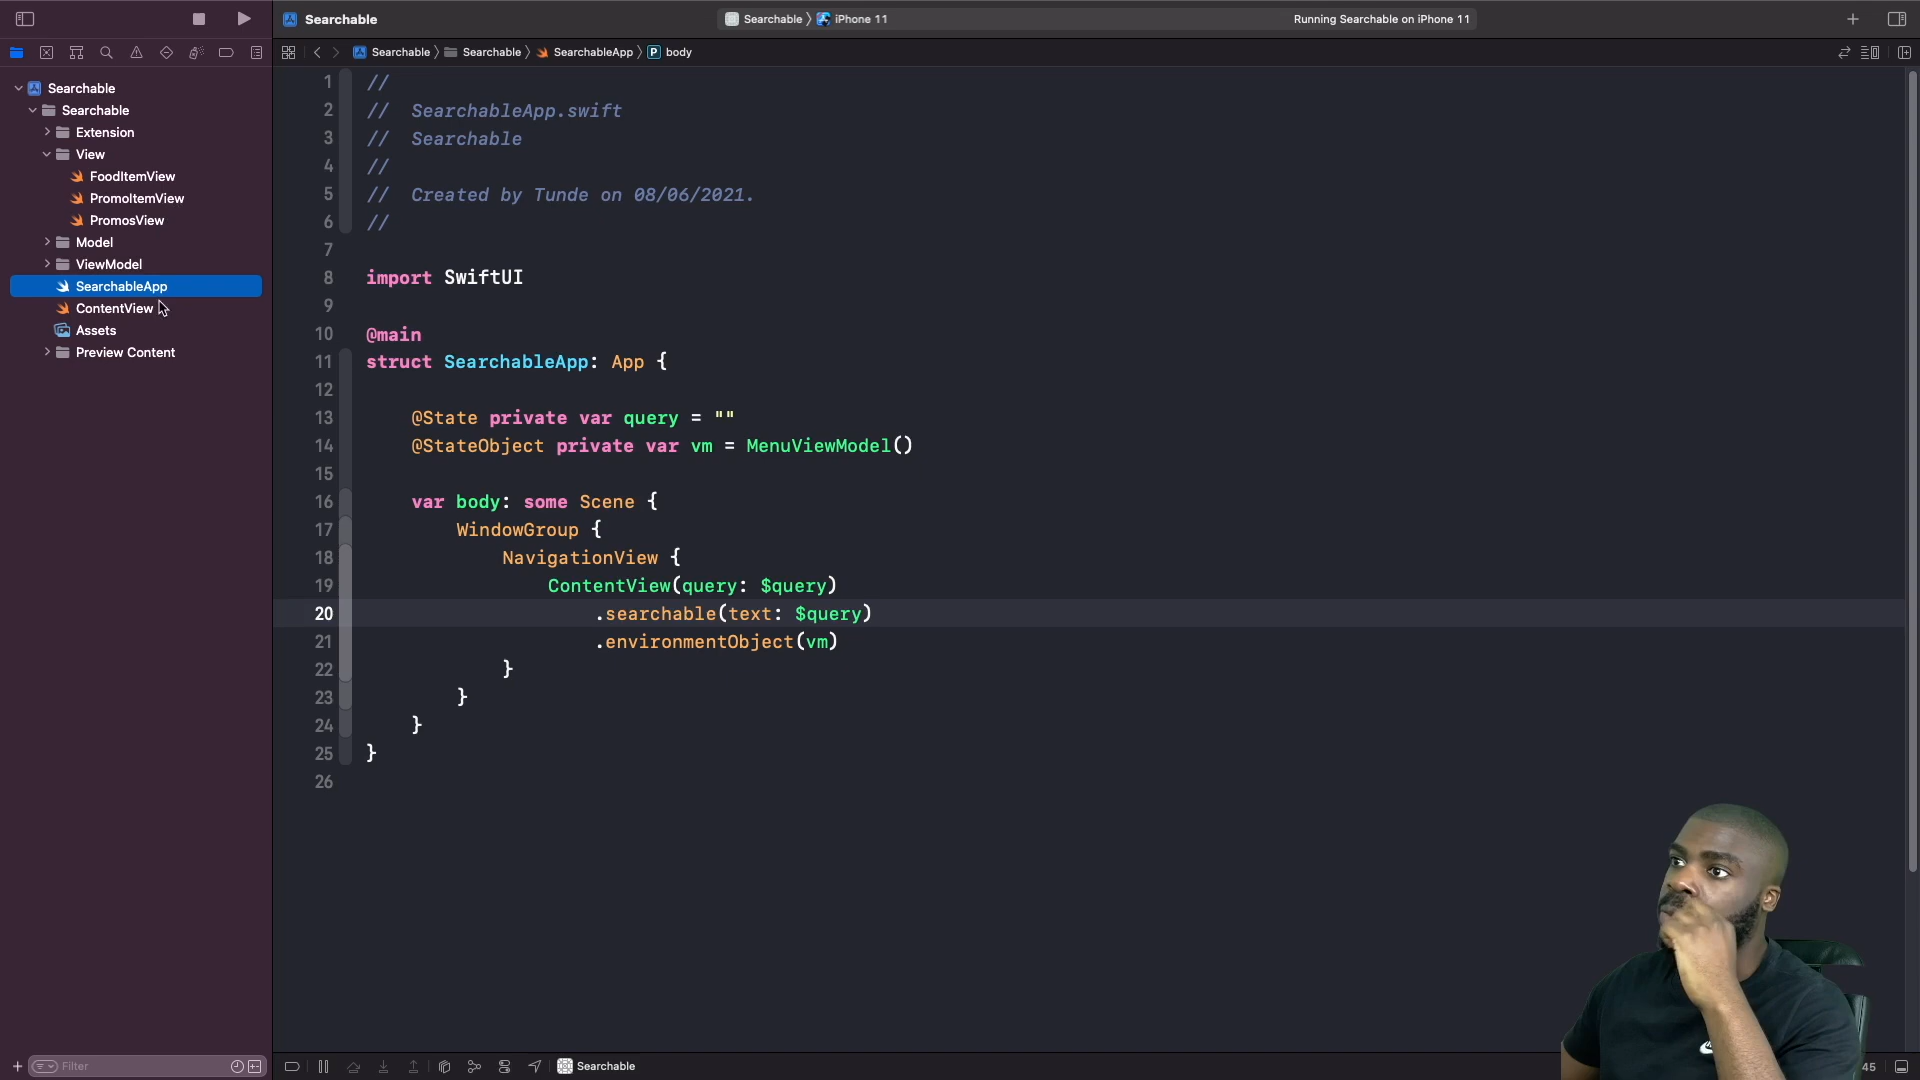 Searchable
Searchable
iPhone 11
Running Searchable on iPhone 11
Searchable
Searchable
SearchableApp
P
body
Searchable
Searchable
Extension
View
FoodItemView
PromoItemView
PromosView
Model
ViewModel
SearchableApp
ContentView
Assets
Preview Content
1 //
2 //  SearchableApp.swift
3 //  Searchable
4 //
5 //  Created by Tunde on 08/06/2021.
6 //
7
8 import SwiftUI
9
10 @main
11 struct SearchableApp: App {
12
13     @State private var query = ""
14     @StateObject private var vm = MenuViewModel()
15
16     var body: some Scene {
17         WindowGroup {
18             NavigationView {
19                 ContentView(query: $query)
20                     .searchable(text: $query)
21                     .environmentObject(vm)
22             }
23         }
24     }
25 }
26
Filter
Searchable
45